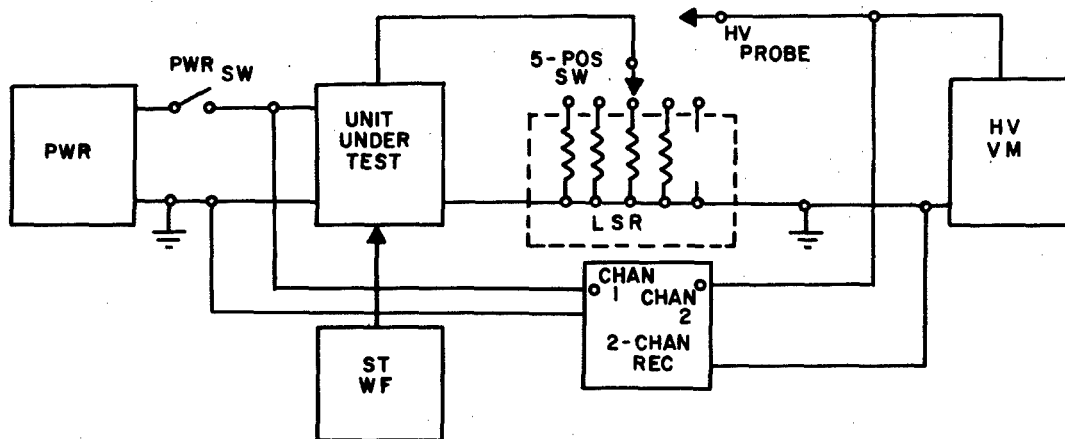 PWR
PWR SW
UNIT
UNDER
TEST
5-POS
SW
HV
PROBE
HV
VM
LSR
CHAN
1
CHAN
2
2-CHAN
REC
ST
WF